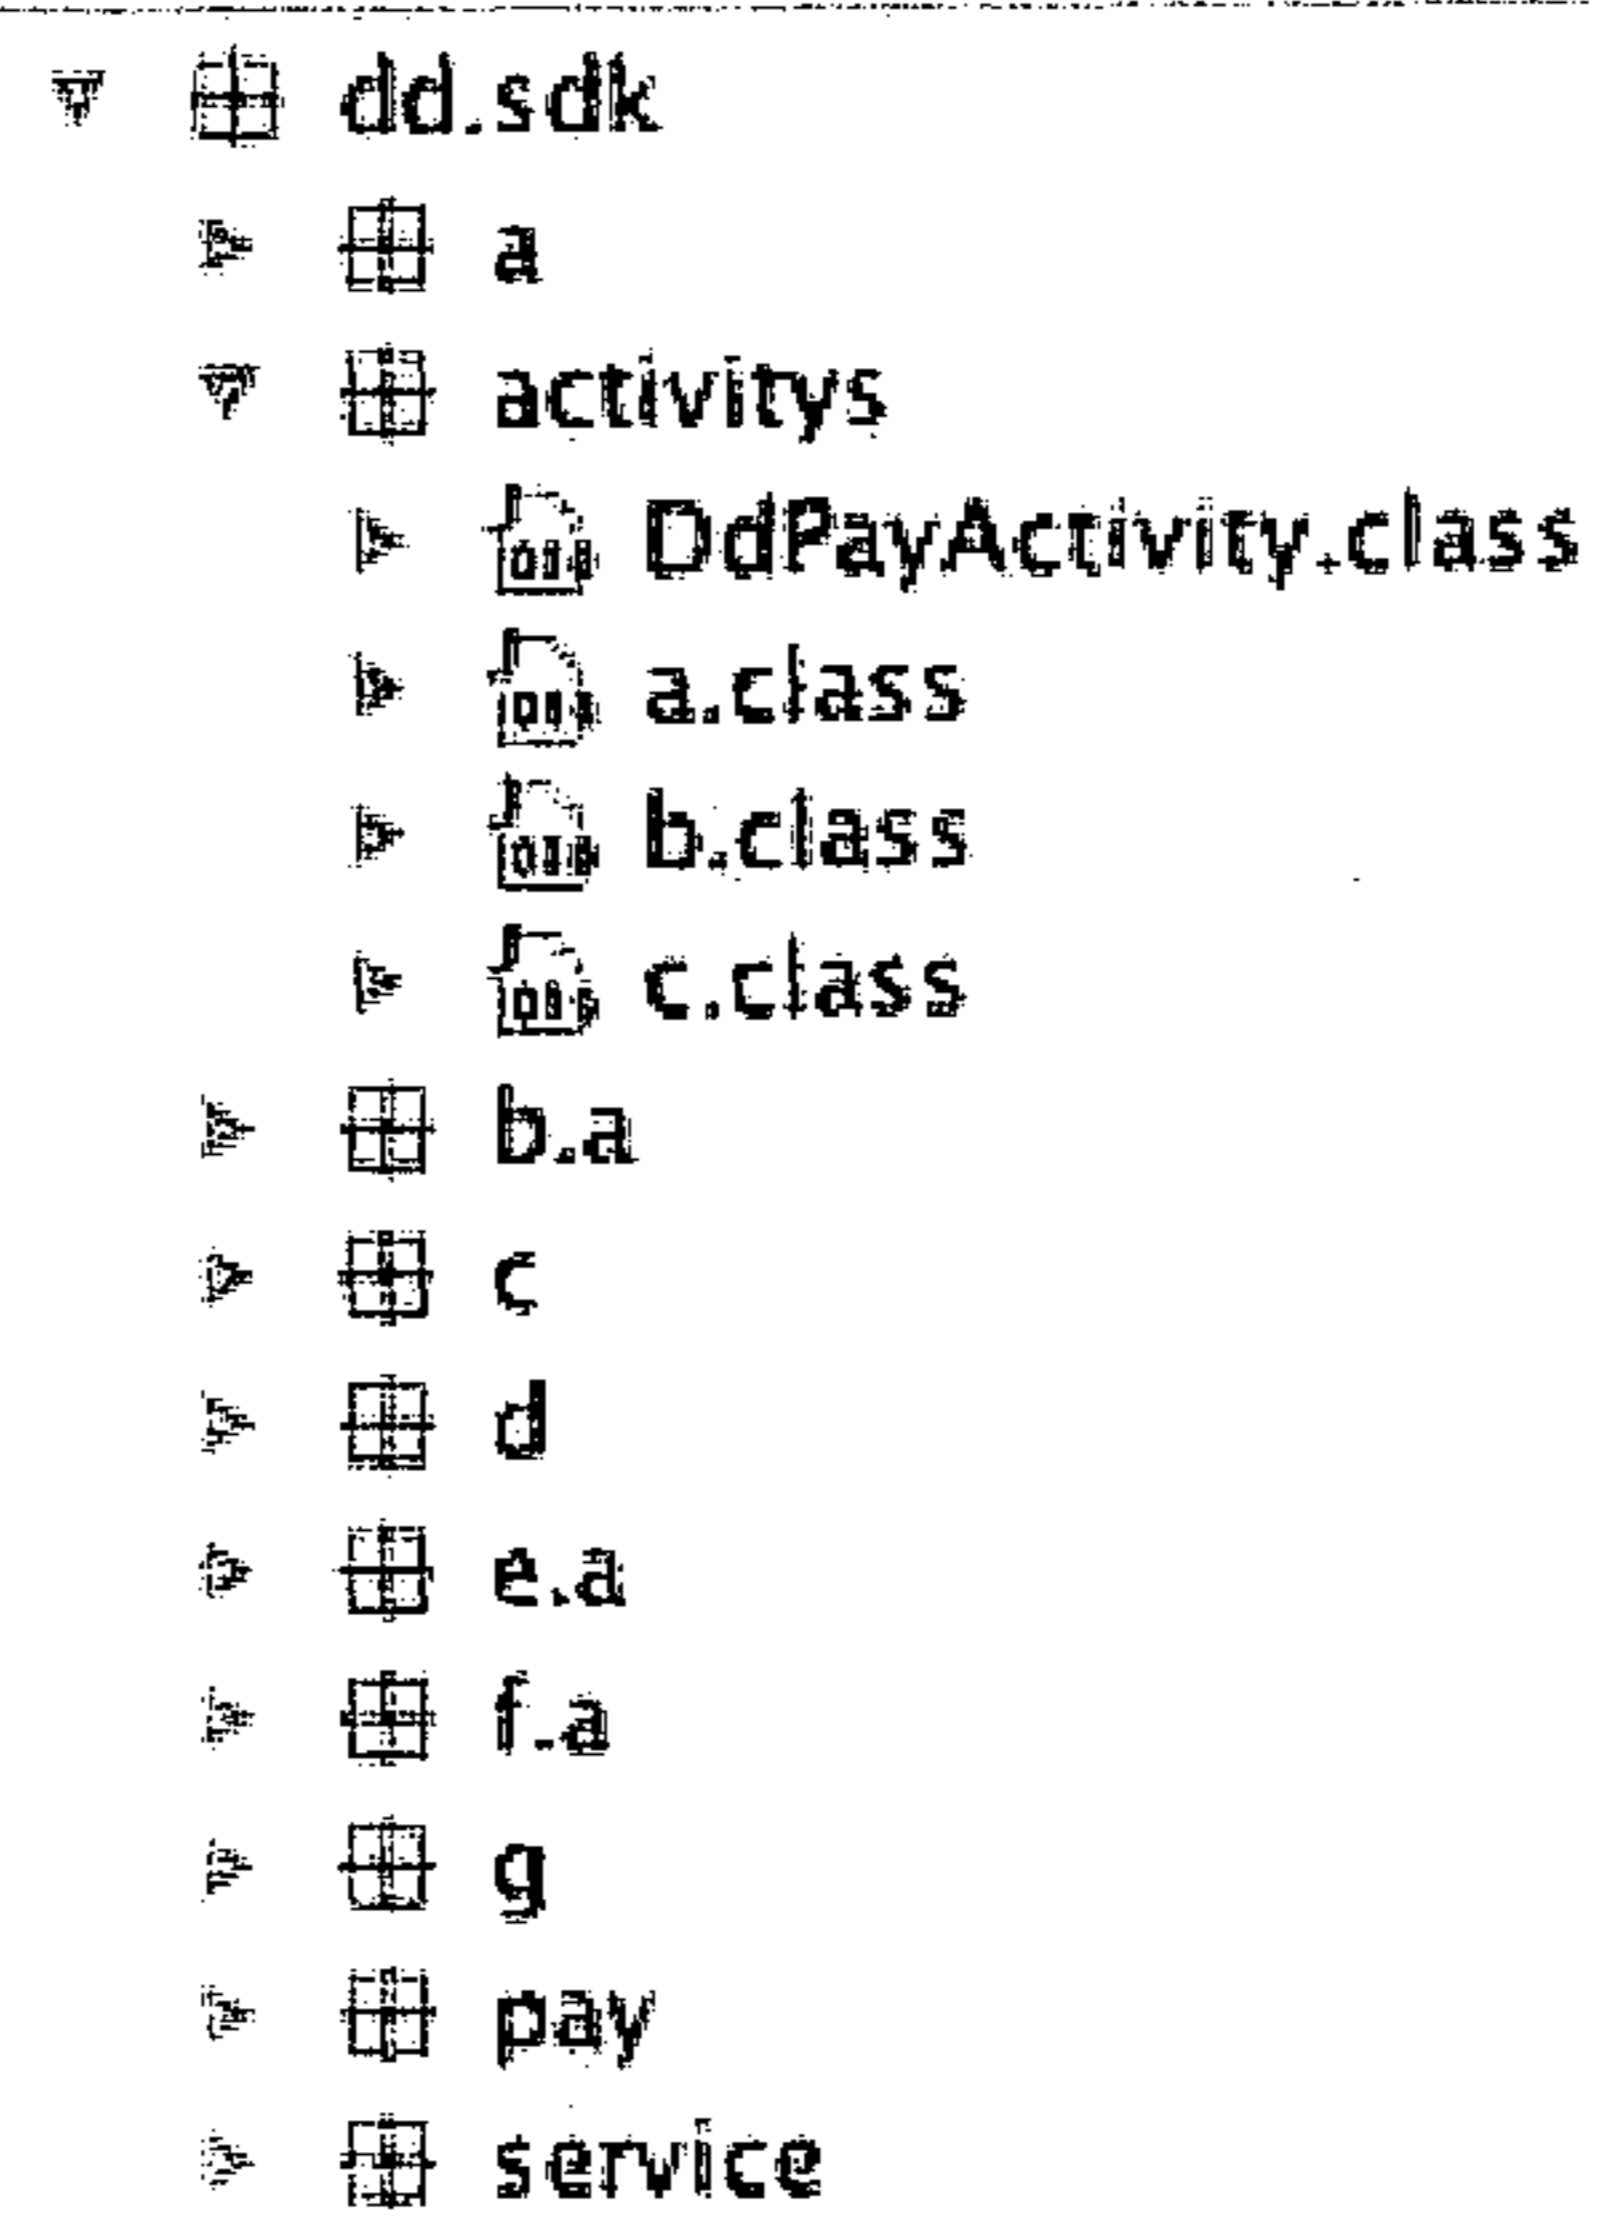 dd.sdk
a
activitys
DdPayActivity.class
a.class
b.class
c.class
b.a
c
d
e.a
f.a
g
pay
service